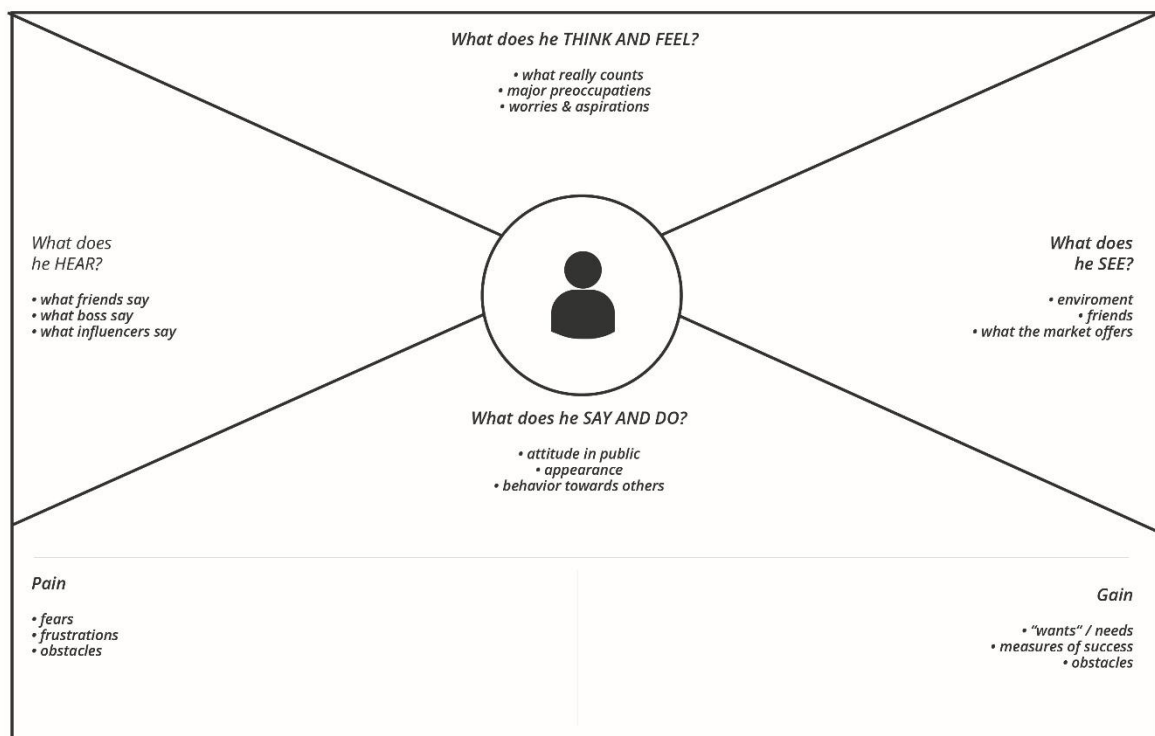 What does he THINK AND FEEL?
• what really counts
• major preoccupatiens
• worries & aspirations
What does
he HEAR?
• what friends say
• what boss say
• what influencers say
What does
he SEE?
• enviroment
• friends
• what the market offers
What does he SAY AND DO?
• attitude in public
• appearance
• behavior towards others
Pain
• fears
• frustrations
• obstacles
Gain
• “wants” / needs
• measures of success
• obstacles